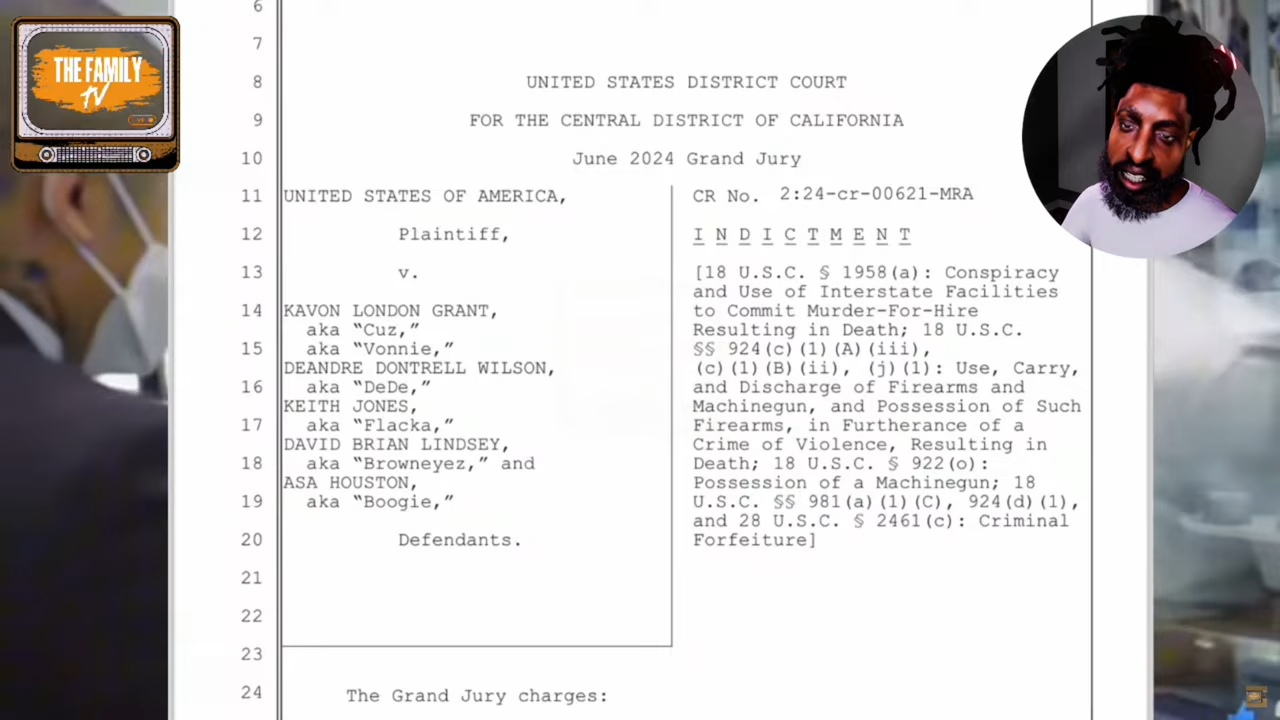 THE FAMILY
TV
6
7
8 UNITED STATES DISTRICT COURT
9 FOR THE CENTRAL DISTRICT OF CALIFORNIA
10 June 2024 Grand Jury
11 UNITED STATES OF AMERICA,
12 Plaintiff,
13 v.
14 KAVON LONDON GRANT,
aka “Cuz,”
15 aka “Vonnie,”
DEANDRE DONTRELL WILSON,
16 aka “DeDe,”
KEITH JONES,
17 aka “Flacka,”
DAVID BRIAN LINDSEY,
18 aka “Browneyez,” and
ASA HOUSTON,
19 aka “Boogie,”
20 Defendants.
21
22
23
CR No. 2:24-cr-00621-MRA
I N D I C T M E N T
[18 U.S.C. § 1958(a): Conspiracy
and Use of Interstate Facilities
to Commit Murder-For-Hire
Resulting in Death; 18 U.S.C.
§§ 924(c)(1)(A)(iii),
(c)(1)(B)(ii), (j)(1): Use, Carry,
and Discharge of Firearms and
Machinegun, and Possession of Such
Firearms, in Furtherance of a
Crime of Violence, Resulting in
Death; 18 U.S.C. § 922(o):
Possession of a Machinegun; 18
U.S.C. §§ 981(a)(1)(C), 924(d)(1),
and 28 U.S.C. § 2461(c): Criminal
Forfeiture]
24 The Grand Jury charges: